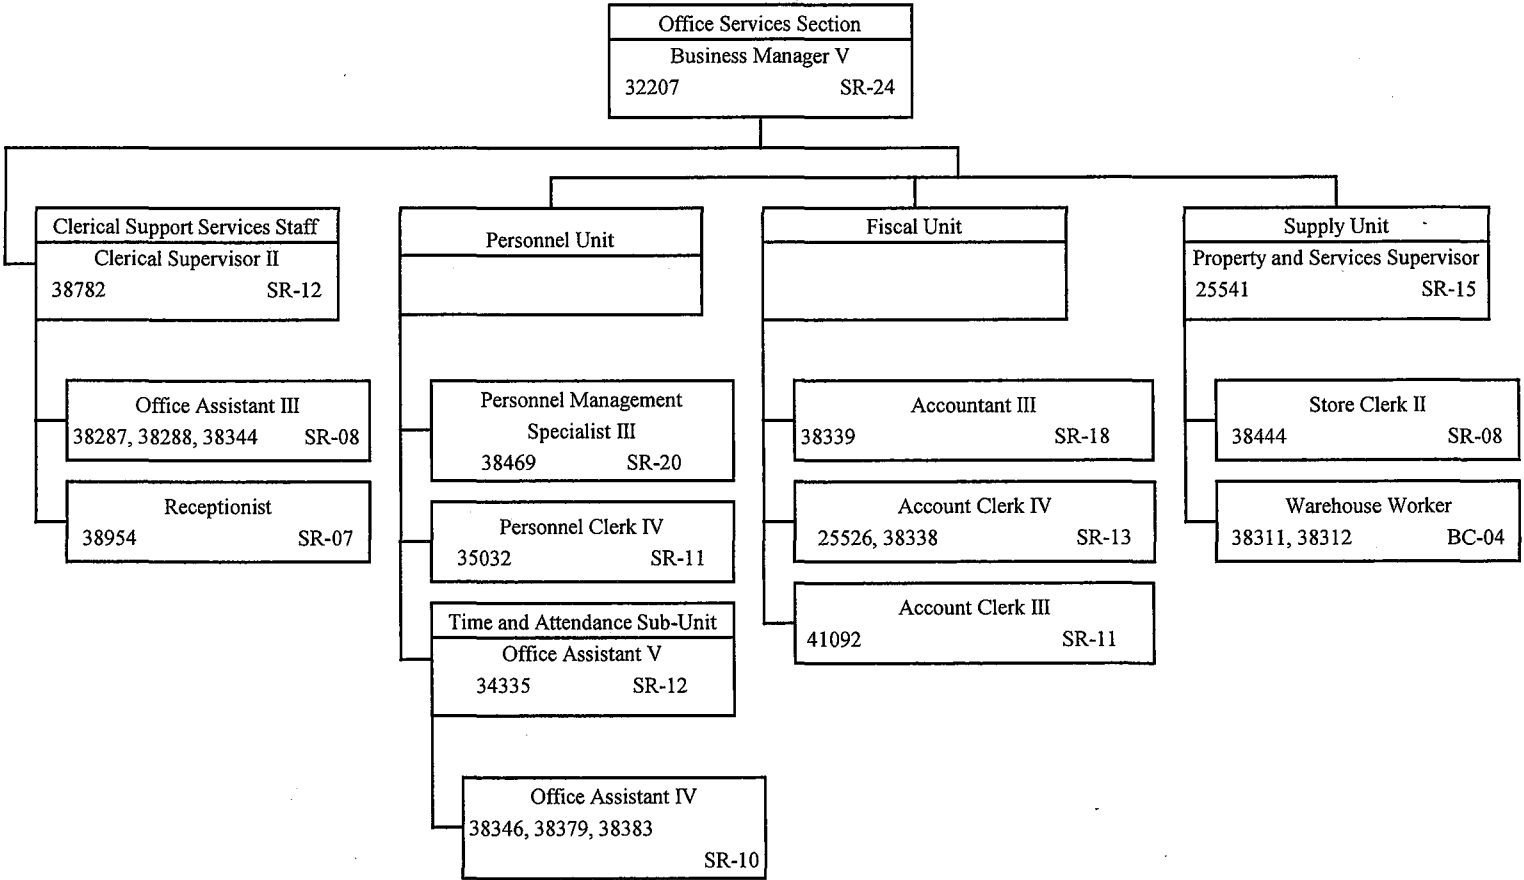 Office Services Section
Business Manager V
32207 SR-24
Clerical Support Services Staff
Clerical Supervisor II
38782 SR-12
Office Assistant III
38287, 38288, 38344 SR-08
Receptionist
38954 SR-07
Personnel Unit
Personnel Management
Specialist III
38469 SR-20
Personnel Clerk IV
35032 SR-11
Time and Attendance Sub-Unit
Office Assistant V
34335 SR-12
Office Assistant IV
38346, 38379, 38383
SR-10
Fiscal Unit
Accountant III
38339 SR-18
Account Clerk IV
25526, 38338 SR-13
Account Clerk III
41092 SR-11
Supply Unit
Property and Services Supervisor
25541 SR-15
Store Clerk II
38444 SR-08
Warehouse Worker
38311, 38312 BC-04